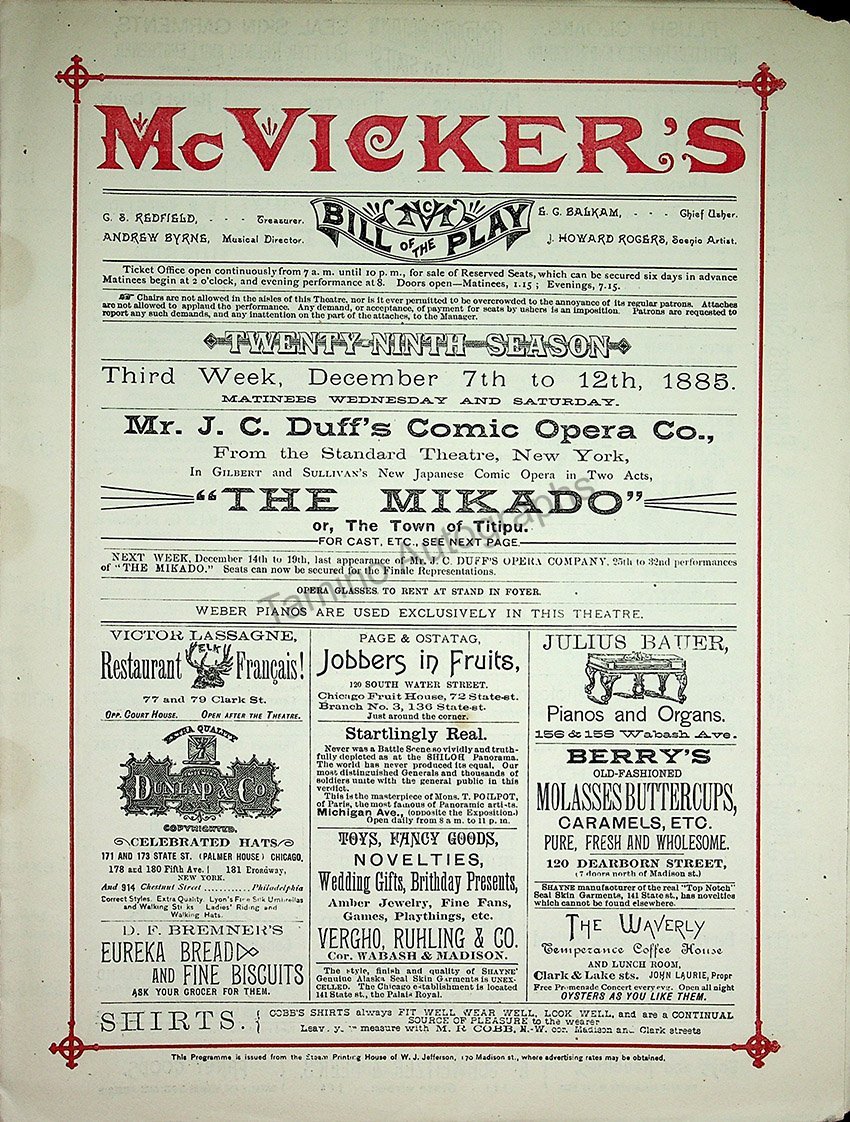 McVICKER'S
G. S. REDFIELD, - - - Treasurer.
ANDREW BYRNE, Musical Director.
McV
BILL OF THE PLAY
E. G. BALKAM, - - - Chief Usher.
J. HOWARD ROGERS, Scenic Artist.
Ticket Office open continuously from 7 a. m. until 10 p. m., for sale of Reserved Seats, which can be secured six days in advance
Matinees begin at 2 o'clock, and evening performance at 8. Doors open—Matinees, 1.15 ; Evenings, 7.15.
☞ Chairs are not allowed in the aisles of this Theatre, nor is it ever permitted to be overcrowded to the annoyance of its regular patrons. Attaches
are not allowed to applaud the performance. Any demand, or acceptance, of payment for seats by ushers is an imposition. Patrons are requested to
report any such demands, and any inattention on the part of the attaches, to the Manager.
TWENTY-NINTH SEASON
Third Week, December 7th to 12th, 1885.
MATINEES WEDNESDAY AND SATURDAY.
Mr. J. C. Duff's Comic Opera Co.,
From the Standard Theatre, New York,
In GILBERT and SULLIVAN'S New Japanese Comic Opera in Two Acts,
"THE MIKADO"
or, The Town of Titipu.
FOR CAST, ETC., SEE NEXT PAGE.
NEXT WEEK, December 14th to 19th, last appearance of Mr. J. C. DUFF'S OPERA COMPANY. 25th to 32nd performances
of "THE MIKADO." Seats can now be secured for the Finale Representations.
OPERA GLASSES TO RENT AT STAND IN FOYER.
WEBER PIANOS ARE USED EXCLUSIVELY IN THIS THEATRE.
Tamino Autographs
VICTOR LASSAGNE,
ELK
Restaurant Français!
77 and 79 Clark St.
OPP. COURT HOUSE. OPEN AFTER THE THEATRE.
EXTRA QUALITY
DUNLAP & CO
COPYRIGHTED.
CELEBRATED HATS
171 AND 173 STATE ST. (PALMER HOUSE) CHICAGO,
178 and 180 Fifth Ave. | 181 Broadway,
NEW YORK.
And 914 Chestnut Street ............ Philadelphia
Correct Styles. Extra Quality. Lyon's Fine Silk Umbrellas
and Walking Sticks Ladies' Riding and
Walking Hats.
D. F. BREMNER'S
EUREKA BREAD
AND FINE BISCUITS
ASK YOUR GROCER FOR THEM.
PAGE & OSTATAG,
Jobbers in Fruits,
120 SOUTH WATER STREET.
Chicago Fruit House, 72 State-st.
Branch No. 3, 136 State-st.
Just around the corner.
Startlingly Real.
Never was a Battle Scene so vividly and truth-
fully depicted as at the SHILOH Panorama.
The world has never produced its equal. Our
most distinguished Generals and thousands of
soldiers unite with the general public in this
verdict.
This is the masterpiece of Mons. T. POILPOT,
of Paris, the most famous of Panoramic artists.
Michigan Ave., (opposite the Exposition.)
Open daily from 8 a m. to 11 p. m.
TOYS, FANCY GOODS,
NOVELTIES,
Wedding Gifts, Brithday Presents,
Amber Jewelry, Fine Fans,
Games, Playthings, etc.
VERGHO, RUHLING & CO.
Cor. WABASH & MADISON.
The style, finish and quality of SHAYNE'
Genuine Alaska Seal Skin Garments is UNEX-
CELLED. The Chicago establishment is located
141 State st., the Palais Royal.
JULIUS BAUER,
Pianos and Organs.
156 & 158 Wabash Ave.
BERRY'S
OLD-FASHIONED
MOLASSES BUTTERCUPS,
CARAMELS, ETC.
PURE, FRESH AND WHOLESOME.
120 DEARBORN STREET,
(7 doors north of Madison st.)
SHAYNE manufacturer of the real "Top Notch"
Seal Skin Garments, 141 State st., has novelties
which cannot be found elsewhere.
THE WAVERLY
Temperance Coffee House
AND LUNCH ROOM,
Clark & Lake sts. JOHN LAURIE, Propr
Free Promenade Concert every evg. Open all night
OYSTERS AS YOU LIKE THEM.
SHIRTS.
COBB'S SHIRTS always FIT WELL WEAR WELL, LOOK WELL, and are a CONTINUAL
SOURCE OF PLEASURE to the wearer
measure with M. R COBB, N.-W. cor. Madison and Clark streets
This Programme is issued from the Steam Printing House of W. J. Jefferson, 170 Madison st., where advertising rates may be obtained.